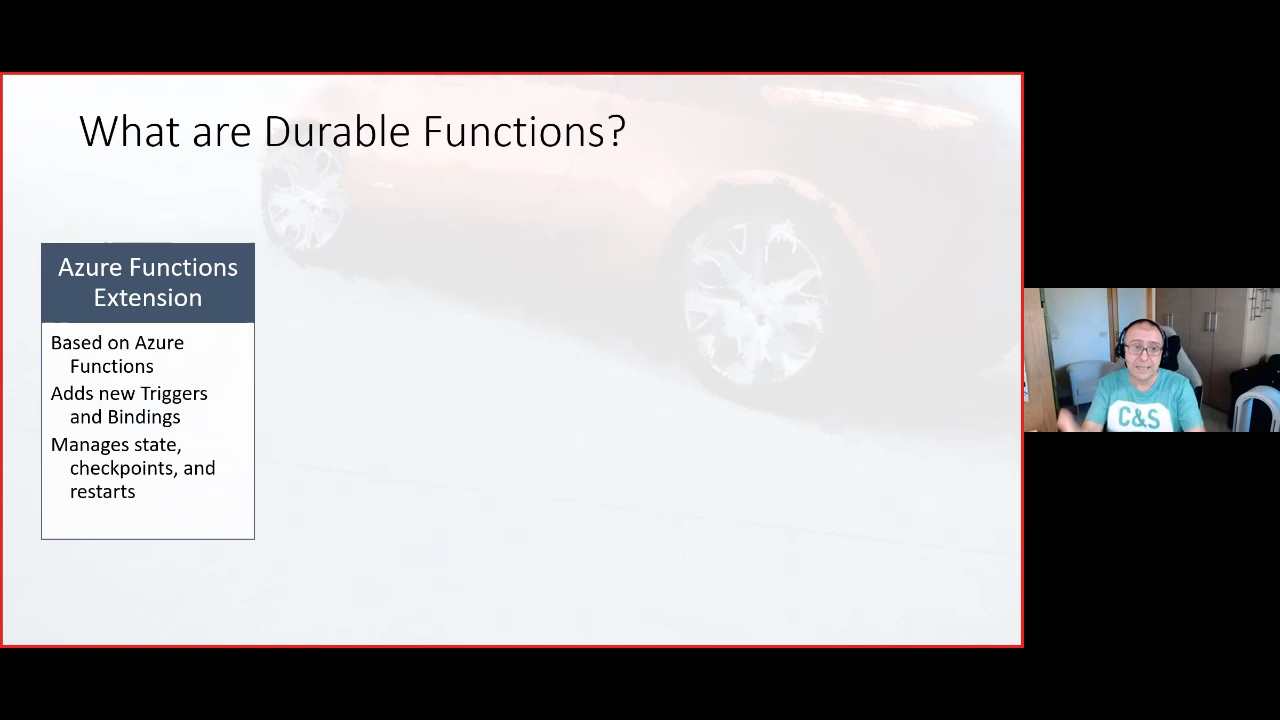 What are Durable Functions?
Azure Functions
Extension
Based on Azure
Functions
Adds new Triggers
and Bindings
Manages state,
checkpoints, and
restarts
C&S